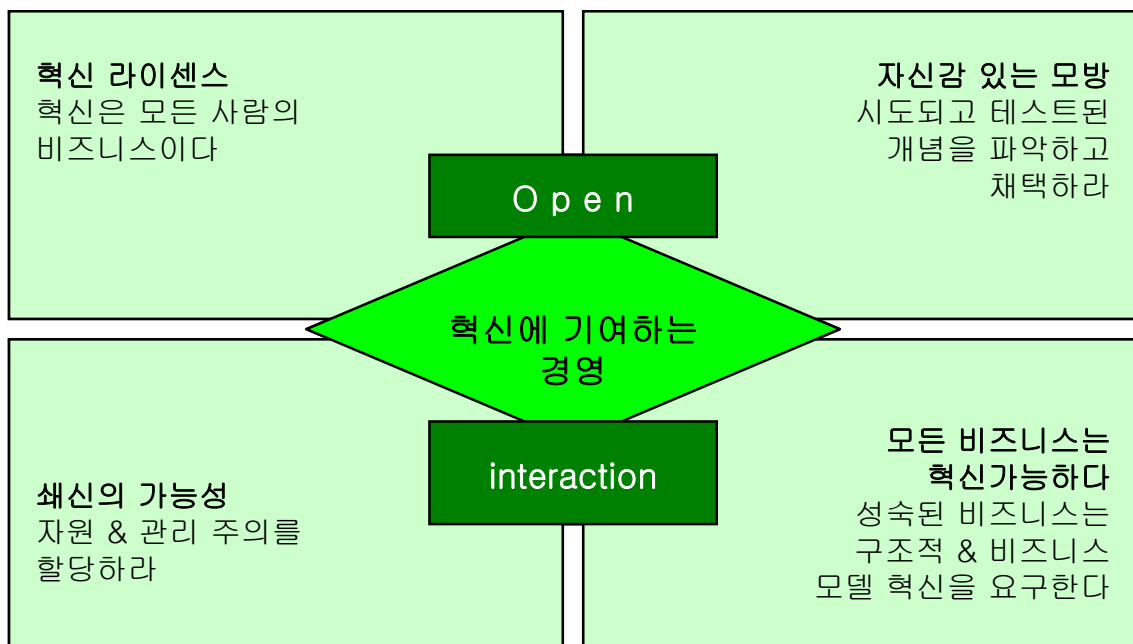 혁신 라이센스
혁신은 모든 사람의
비즈니스이다
자신감 있는 모방
시도되고 테스트된
개념을 파악하고
채택하라
Open
혁신에 기여하는
경영
interaction
쇄신의 가능성
자원 & 관리 주의를
할당하라
모든 비즈니스는
혁신가능하다
성숙된 비즈니스는
구조적 & 비즈니스
모델 혁신을 요구한다